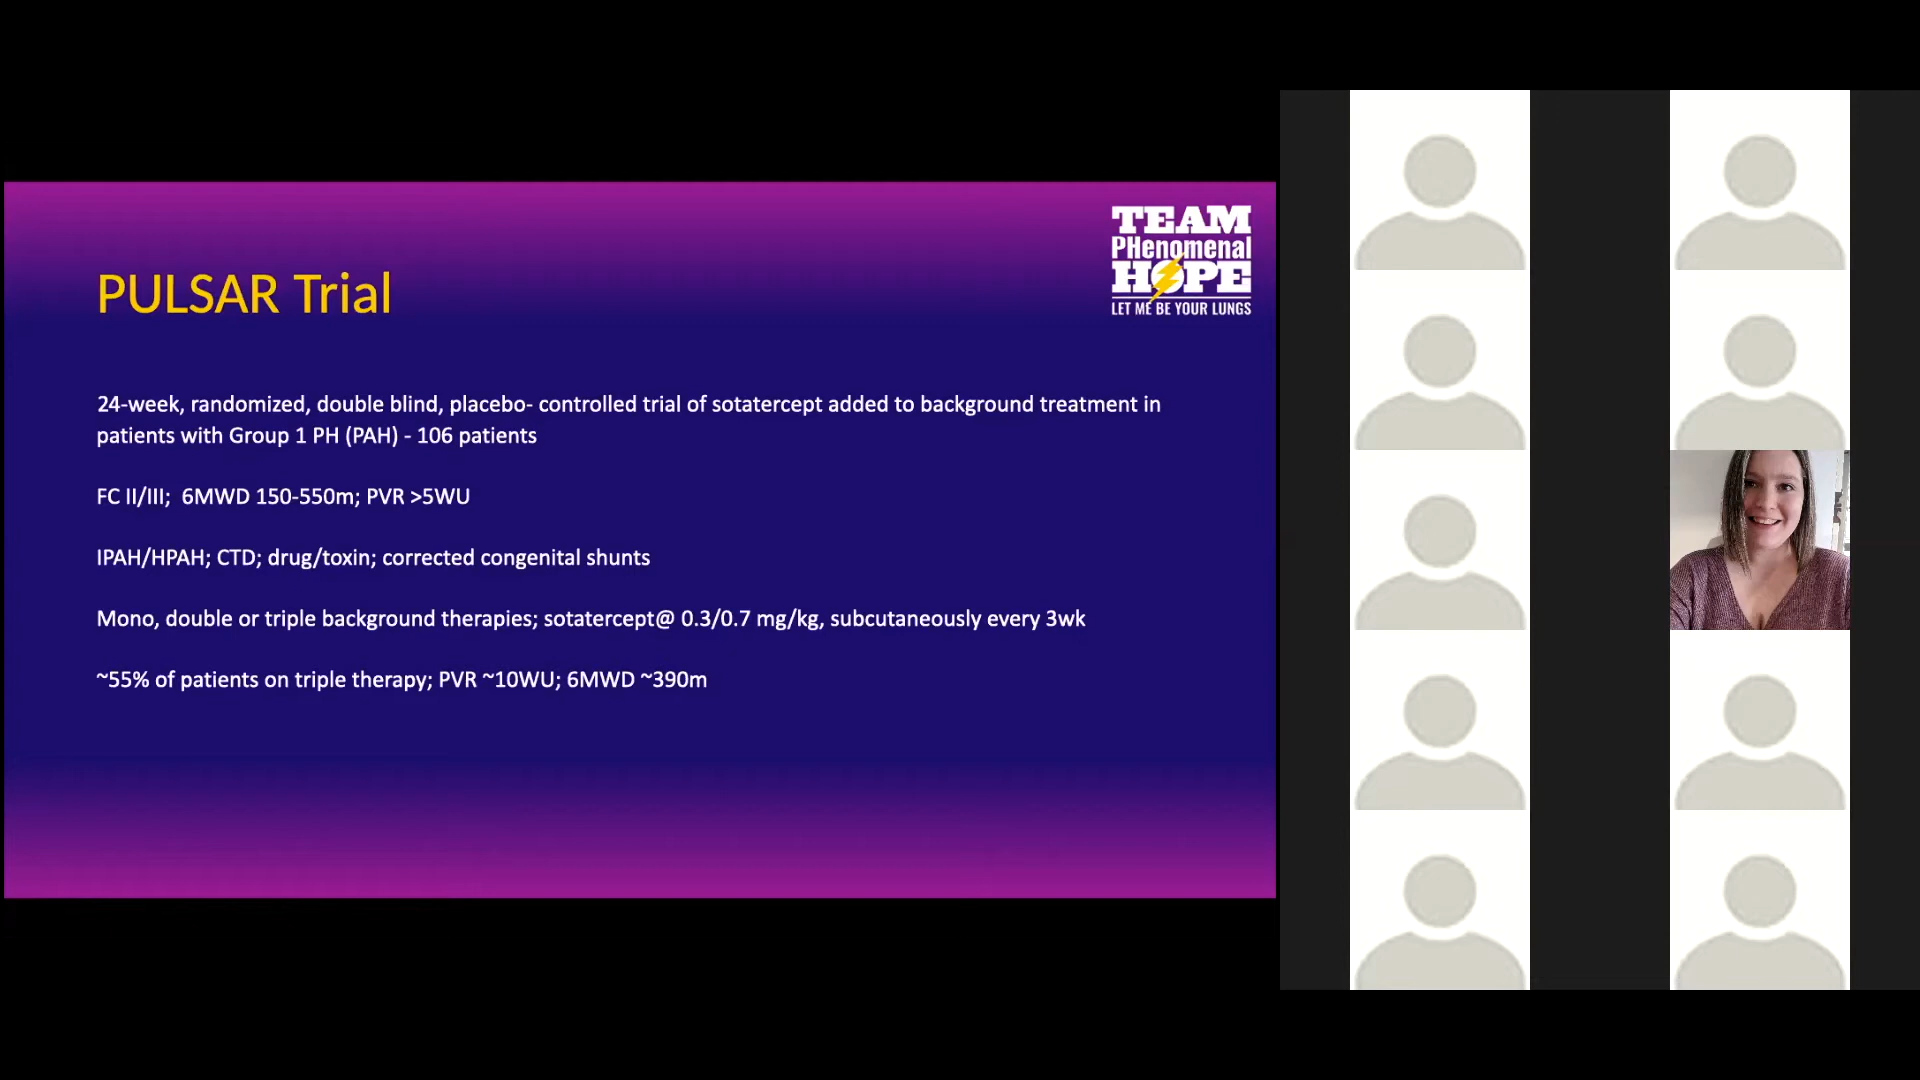 TEAM
PHenomenal
HOPE
LET ME BE YOUR LUNGS
PULSAR Trial
24-week, randomized, double blind, placebo- controlled trial of sotatercept added to background treatment in
patients with Group 1 PH (PAH) - 106 patients
FC II/III;  6MWD 150-550m; PVR >5WU
IPAH/HPAH; CTD; drug/toxin; corrected congenital shunts
Mono, double or triple background therapies; sotatercept@ 0.3/0.7 mg/kg, subcutaneously every 3wk
~55% of patients on triple therapy; PVR ~10WU; 6MWD ~390m